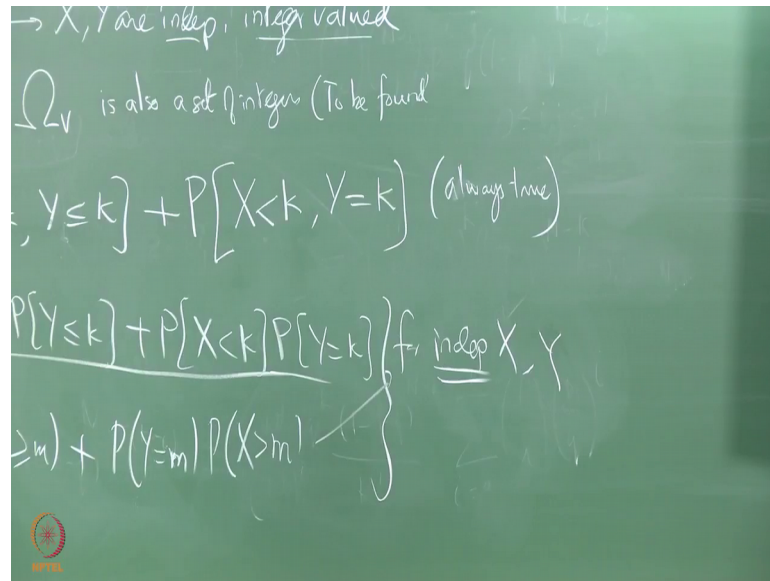 → X, Y are indep, integer valued
Ω_V is also a set of integers (To be found
, Y ≤ k] + P[X < k, Y = k] (always true)
P[Y ≤ k] + P[X < k] P[Y = k] } for indep X, Y
≥ m) + P(Y = m) P(X > m)
NPTEL